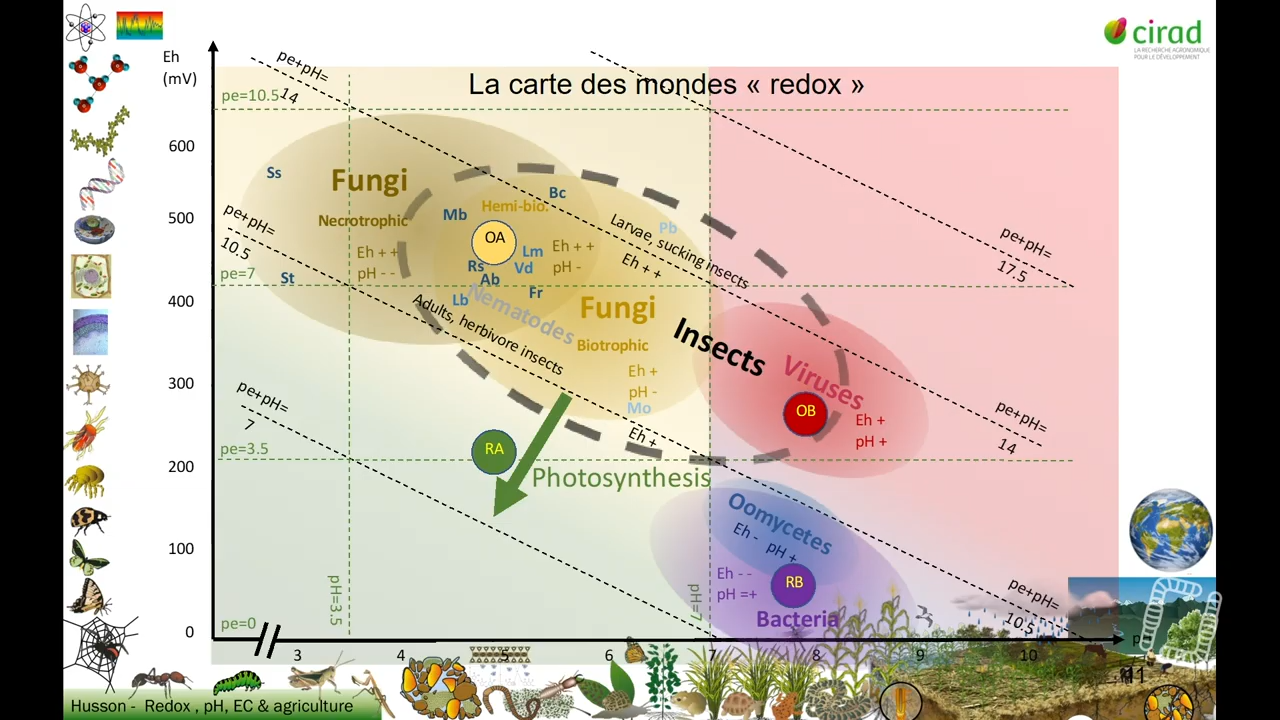 cirad
LA RECHERCHE AGRONOMIQUE
POUR LE DÉVELOPPEMENT
Eh
(mV)
La carte des mondes « redox »
pe+pH=
14
pe=10.5
600
Ss
Fungi
Necrotrophic
Eh + +
pH - -
Bc
Hemi-bio.
Mb
OA
Eh + +
pH -
Lm
Rs
Vd
Ab
Fr
Lb
Nematodes
Larvae, sucking insects
Eh + +
Pb
pe+pH=
17.5
500
pe+pH=
10.5
pe=7
St
400
Adults, herbivore insects
Eh +
Fungi
Biotrophic
Eh +
pH -
Mo
Insects
Viruses
OB
Eh +
pH +
300
pe+pH=
7
pe+pH=
14
pe=3.5
RA
Photosynthesis
200
Oomycetes
Eh - pH +
100
Eh - -
pH =+
RB
Bacteria
pe+pH=
10.5
pH=3.5
pH=7
pe=0
0
3
4
5
6
7
8
9
10
11
Husson - Redox , pH, EC & agriculture